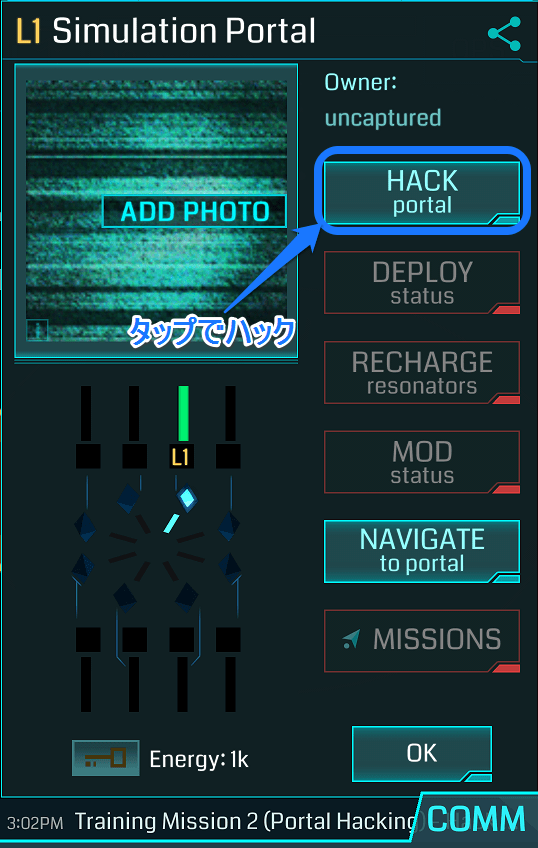 L1 Simulation Portal
Owner:
uncaptured
HACK
portal
ADD PHOTO
タップでハック
DEPLOY
status
RECHARGE
resonators
MOD
status
L1
NAVIGATE
to portal
MISSIONS
Energy: 1k
OK
3:02PM Training Mission 2 (Portal Hacking)
COMM